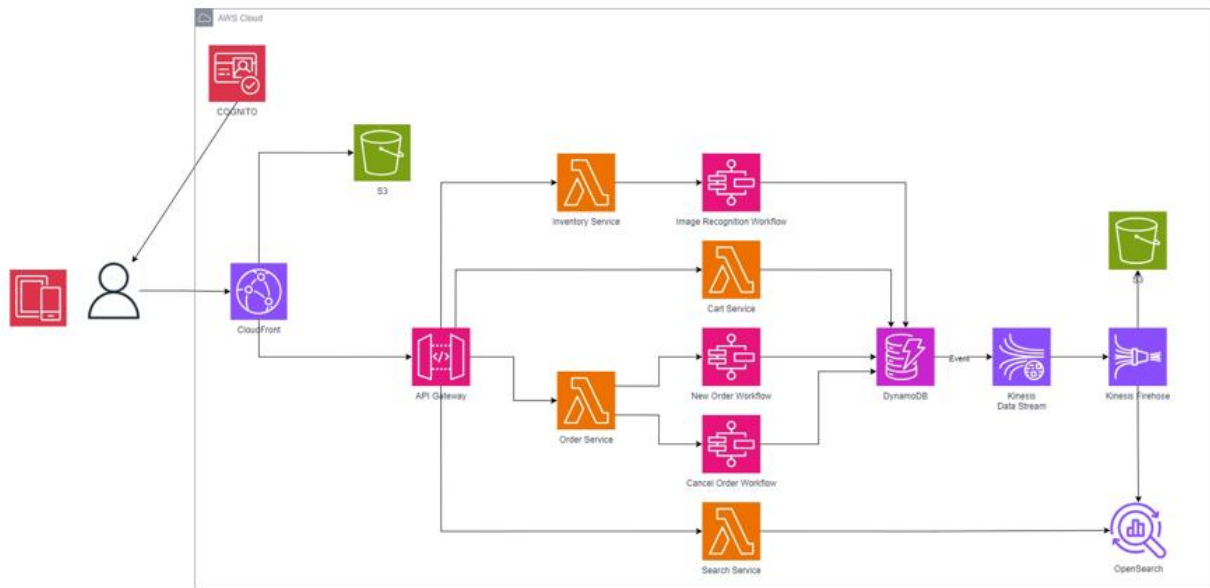 AWS Cloud
COGNITO
S3
Inventory Service
Image Recognition Workflow
S3
Cart Service
CloudFront
API Gateway
New Order Workflow
DynamoDB
Event
Kinesis
Data Stream
Kinesis Firehose
Order Service
Cancel Order Workflow
Search Service
OpenSearch